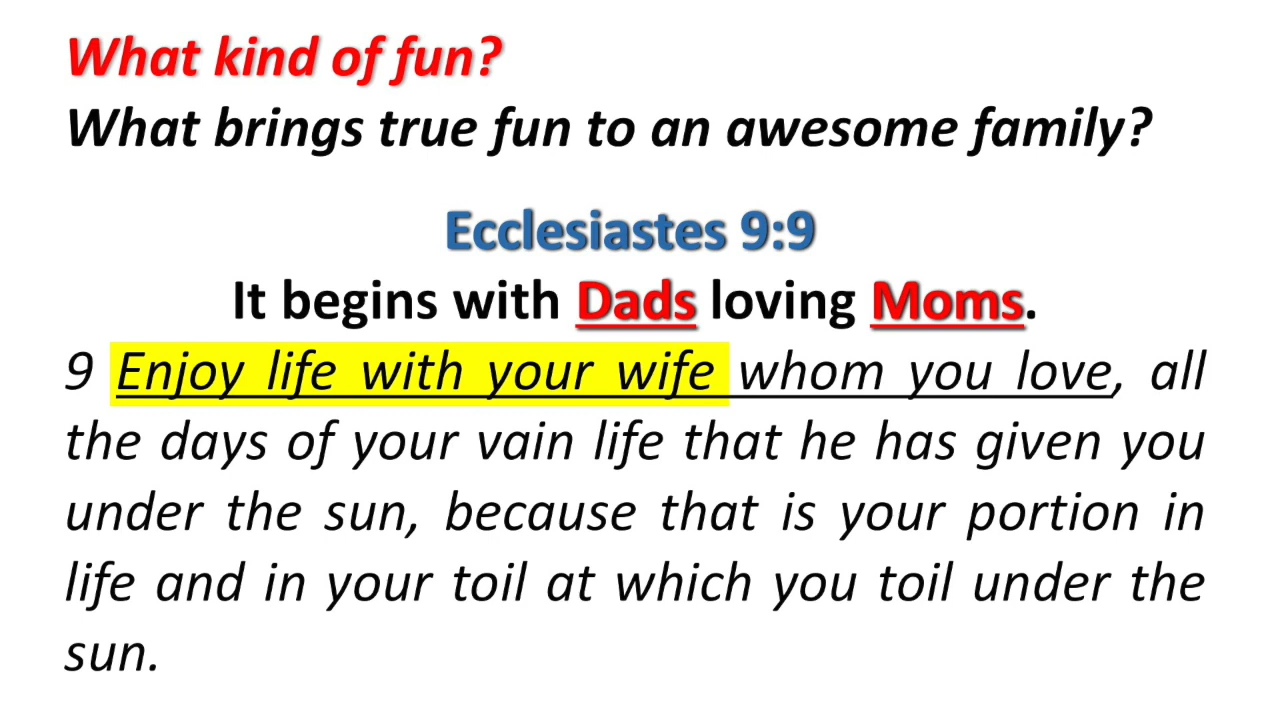 What kind of fun?
What brings true fun to an awesome family?
Ecclesiastes 9:9
It begins with Dads loving Moms.
9 Enjoy life with your wife whom you love, all
the days of your vain life that he has given you
under the sun, because that is your portion in
life and in your toil at which you toil under the
sun.